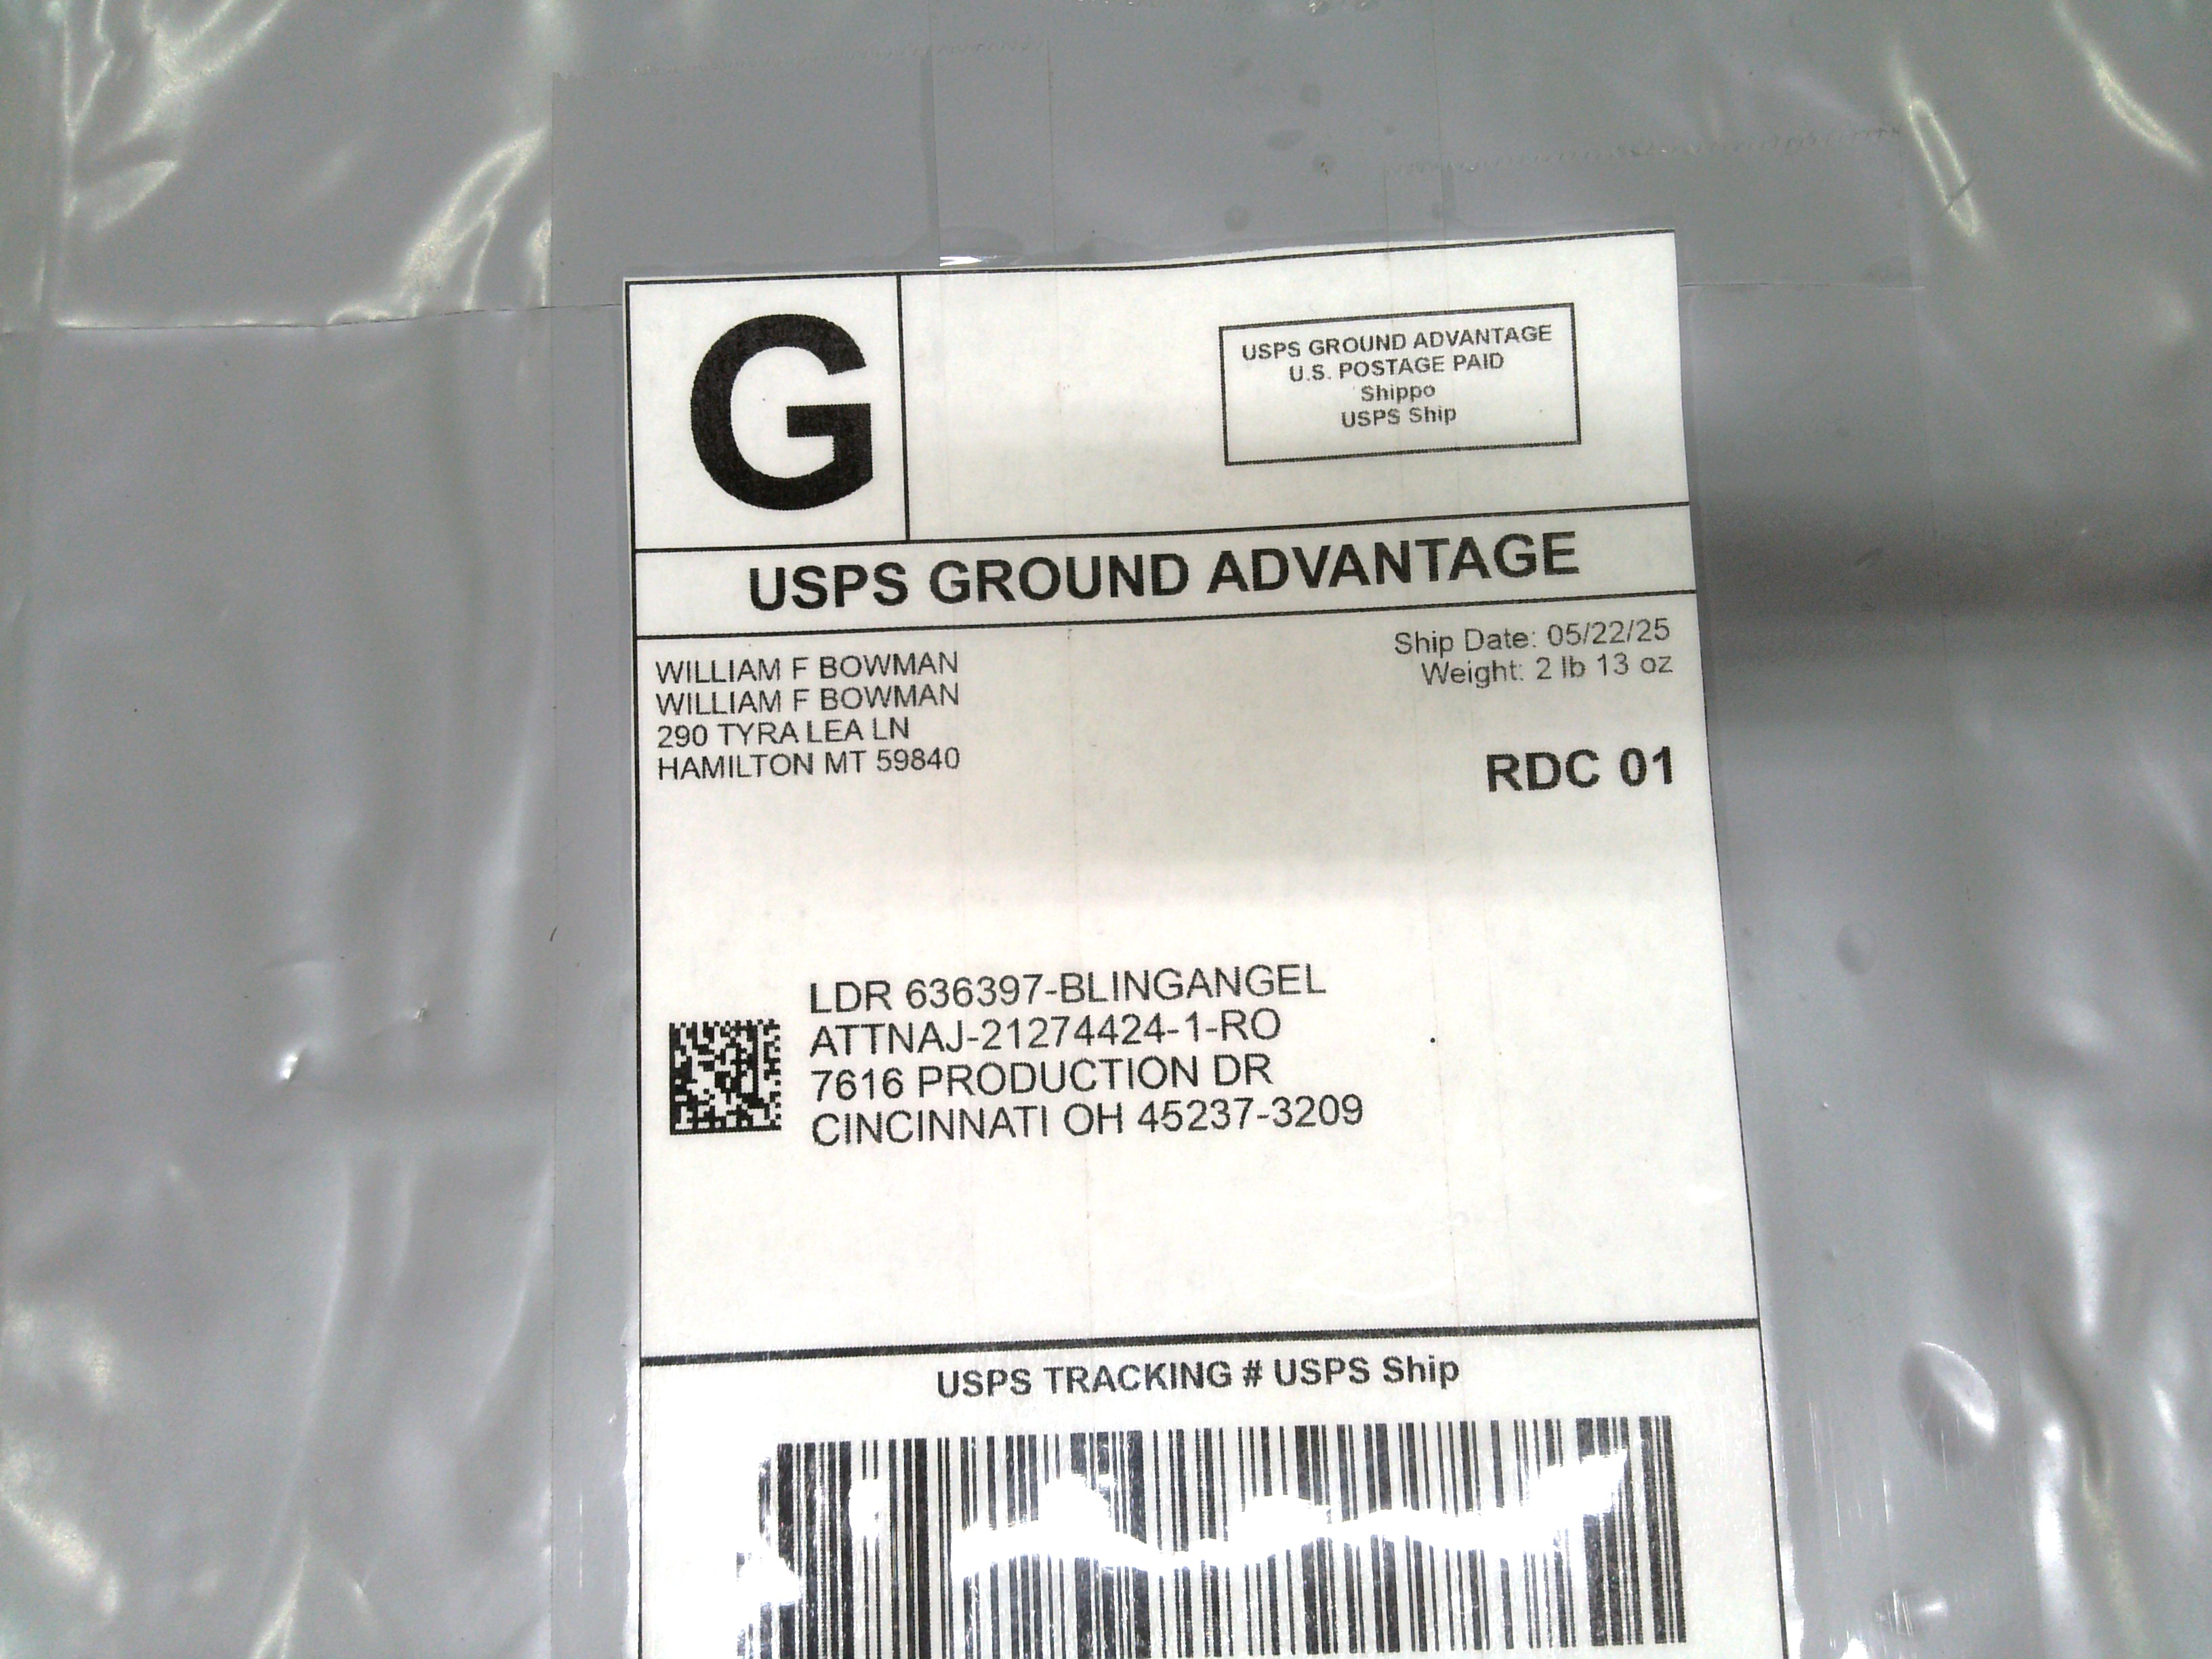 G
USPS GROUND ADVANTAGE
U.S. POSTAGE PAID
Shippo
USPS Ship
USPS GROUND ADVANTAGE
WILLIAM F BOWMAN
WILLIAM F BOWMAN
290 TYRA LEA LN
HAMILTON MT 59840
Ship Date: 05/22/25
Weight: 2 lb 13 oz
RDC 01
LDR 636397-BLINGANGEL
ATTNAJ-21274424-1-RO
7616 PRODUCTION DR
CINCINNATI OH 45237-3209
USPS TRACKING # USPS Ship